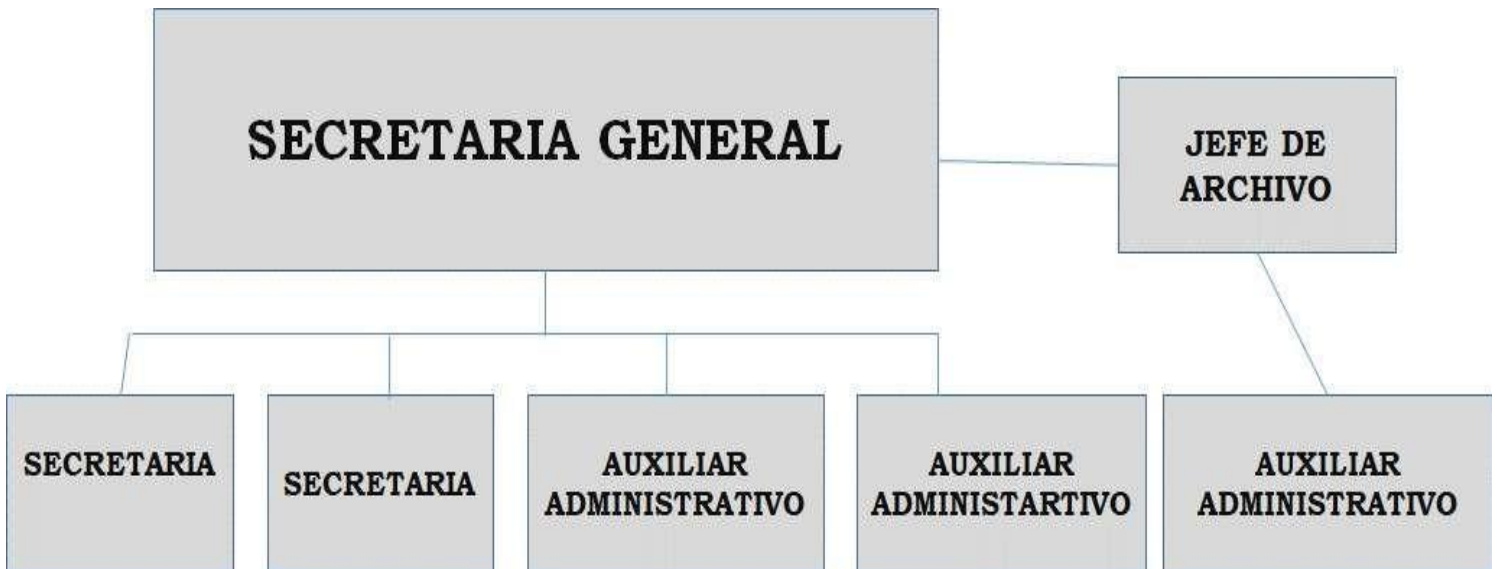 SECRETARIA GENERAL
JEFE DE
ARCHIVO
SECRETARIA
SECRETARIA
AUXILIAR
ADMINISTRATIVO
AUXILIAR
ADMINISTARTIVO
AUXILIAR
ADMINISTRATIVO